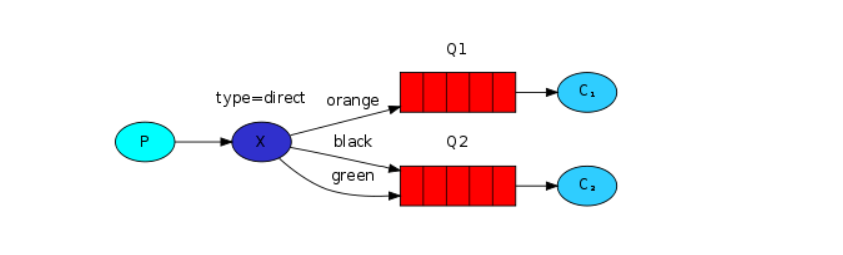 Q1
type=direct
orange
C₁
P
X
black
Q2
green
C₂